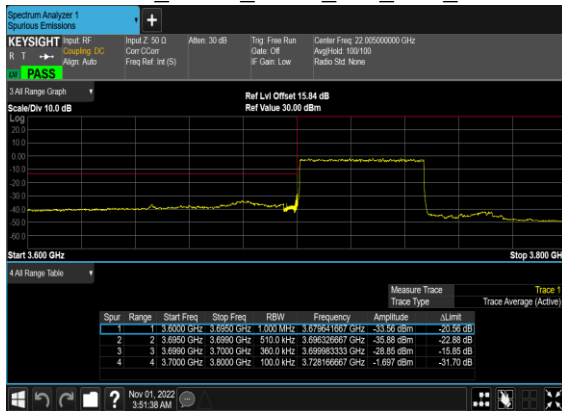 Spectrum Analyzer 1
Spurious Emissions
KEYSIGHT Input: RF Input Z: 50 Ω Atten: 30 dB Trig: Free Run Center Freq: 22.005000000 GHz
R T Coupling: DC Corr CCorr Gate: Off Avg|Hold: 100/100
Align: Auto Freq Ref: Int (S) IF Gain: Low Radio Std: None
PASS
3 All Range Graph
Ref Lvl Offset 15.84 dB
Scale/Div 10.0 dB Ref Value 30.00 dBm
Log
20.0
10.0
0.00
-10.0
-20.0
-30.0
-40.0
-50.0
-60.0
Start 3.600 GHz Stop 3.800 GHz
4 All Range Table
Measure Trace Trace 1
Trace Type Trace Average (Active)
Spur Range Start Freq Stop Freq RBW Frequency Amplitude ΔLimit
1 1 3.6000 GHz 3.6950 GHz 1.000 MHz 3.679641667 GHz -33.56 dBm -20.56 dB
2 2 3.6950 GHz 3.6990 GHz 510.0 kHz 3.696326667 GHz -35.88 dBm -22.88 dB
3 3 3.6990 GHz 3.7000 GHz 360.0 kHz 3.699983333 GHz -28.85 dBm -15.85 dB
4 4 3.7000 GHz 3.8000 GHz 100.0 kHz 3.728166667 GHz -1.697 dBm -31.70 dB
Nov 01, 2022
3:51:38 AM